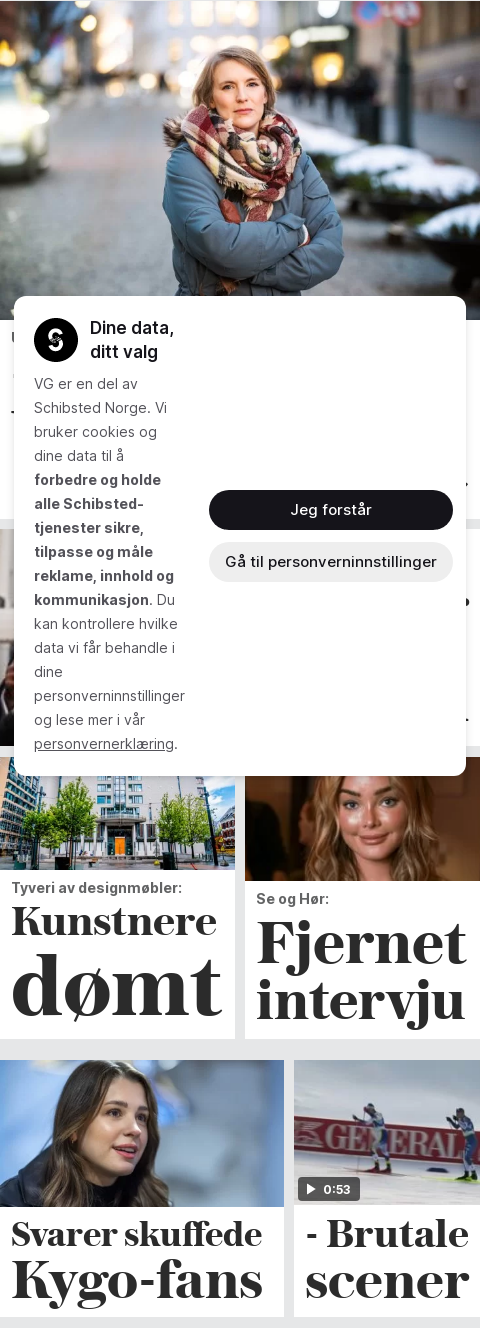 Dine data,
ditt valg
VG er en del av
Schibsted Norge. Vi
bruker cookies og
dine data til å
forbedre og holde
alle Schibsted-
tjenester sikre,
tilpasse og måle
reklame, innhold og
kommunikasjon. Du
kan kontrollere hvilke
data vi får behandle i
dine
personverninnstillinger
og lese mer i vår
personvernerklæring.
Jeg forstår
Gå til personverninnstillinger
Tyveri av designmøbler:
Kunstnere
dømt
Se og Hør:
Fjernet
intervju
Svarer skuffede
Kygo-fans
GENERALI
0:53
- Brutale
scener